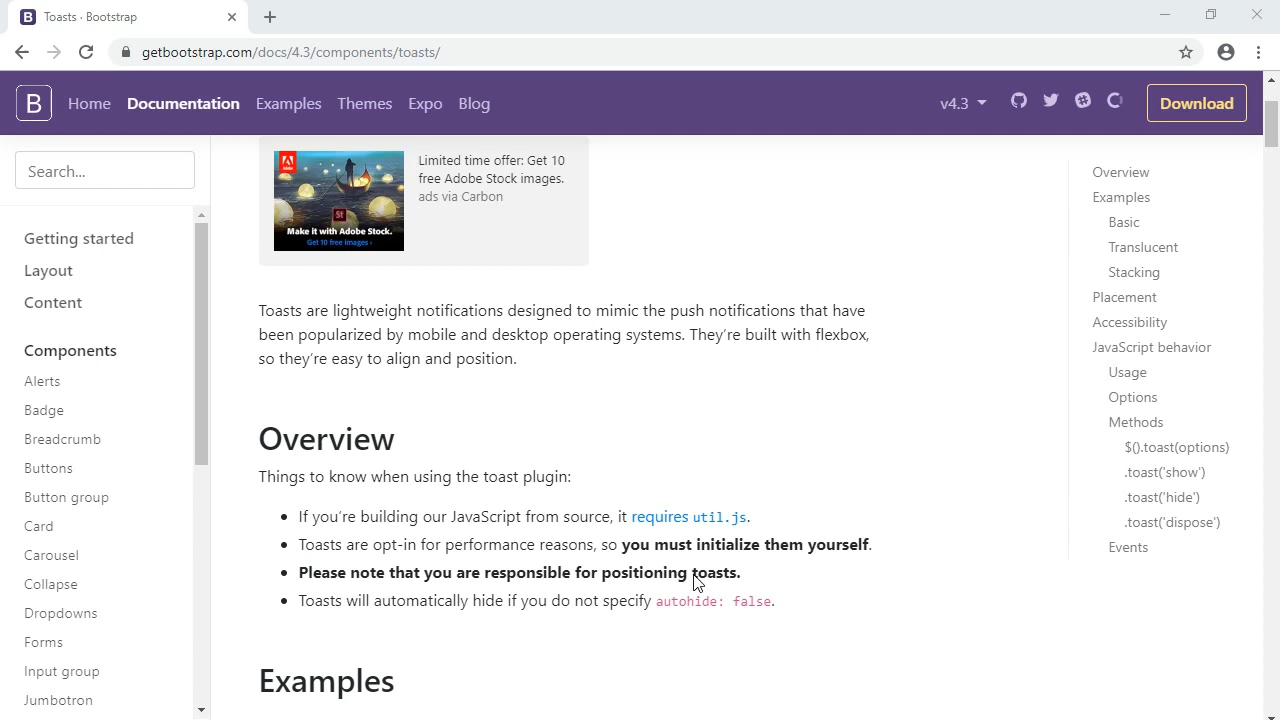 Toasts · Bootstrap
getbootstrap.com/docs/4.3/components/toasts/
B Home Documentation Examples Themes Expo Blog v4.3 Download
Search...
Getting started
Layout
Content
Components
Alerts
Badge
Breadcrumb
Buttons
Button group
Card
Carousel
Collapse
Dropdowns
Forms
Input group
Jumbotron
Adobe
St
Make it with Adobe Stock.
Get 10 free images ›
Limited time offer: Get 10
free Adobe Stock images.
ads via Carbon
Toasts are lightweight notifications designed to mimic the push notifications that have
been popularized by mobile and desktop operating systems. They're built with flexbox,
so they're easy to align and position.
Overview
Things to know when using the toast plugin:
If you're building our JavaScript from source, it requires util.js.
Toasts are opt-in for performance reasons, so you must initialize them yourself.
Please note that you are responsible for positioning toasts.
Toasts will automatically hide if you do not specify autohide: false.
Examples
Overview
Examples
Basic
Translucent
Stacking
Placement
Accessibility
JavaScript behavior
Usage
Options
Methods
$().toast(options)
.toast('show')
.toast('hide')
.toast('dispose')
Events